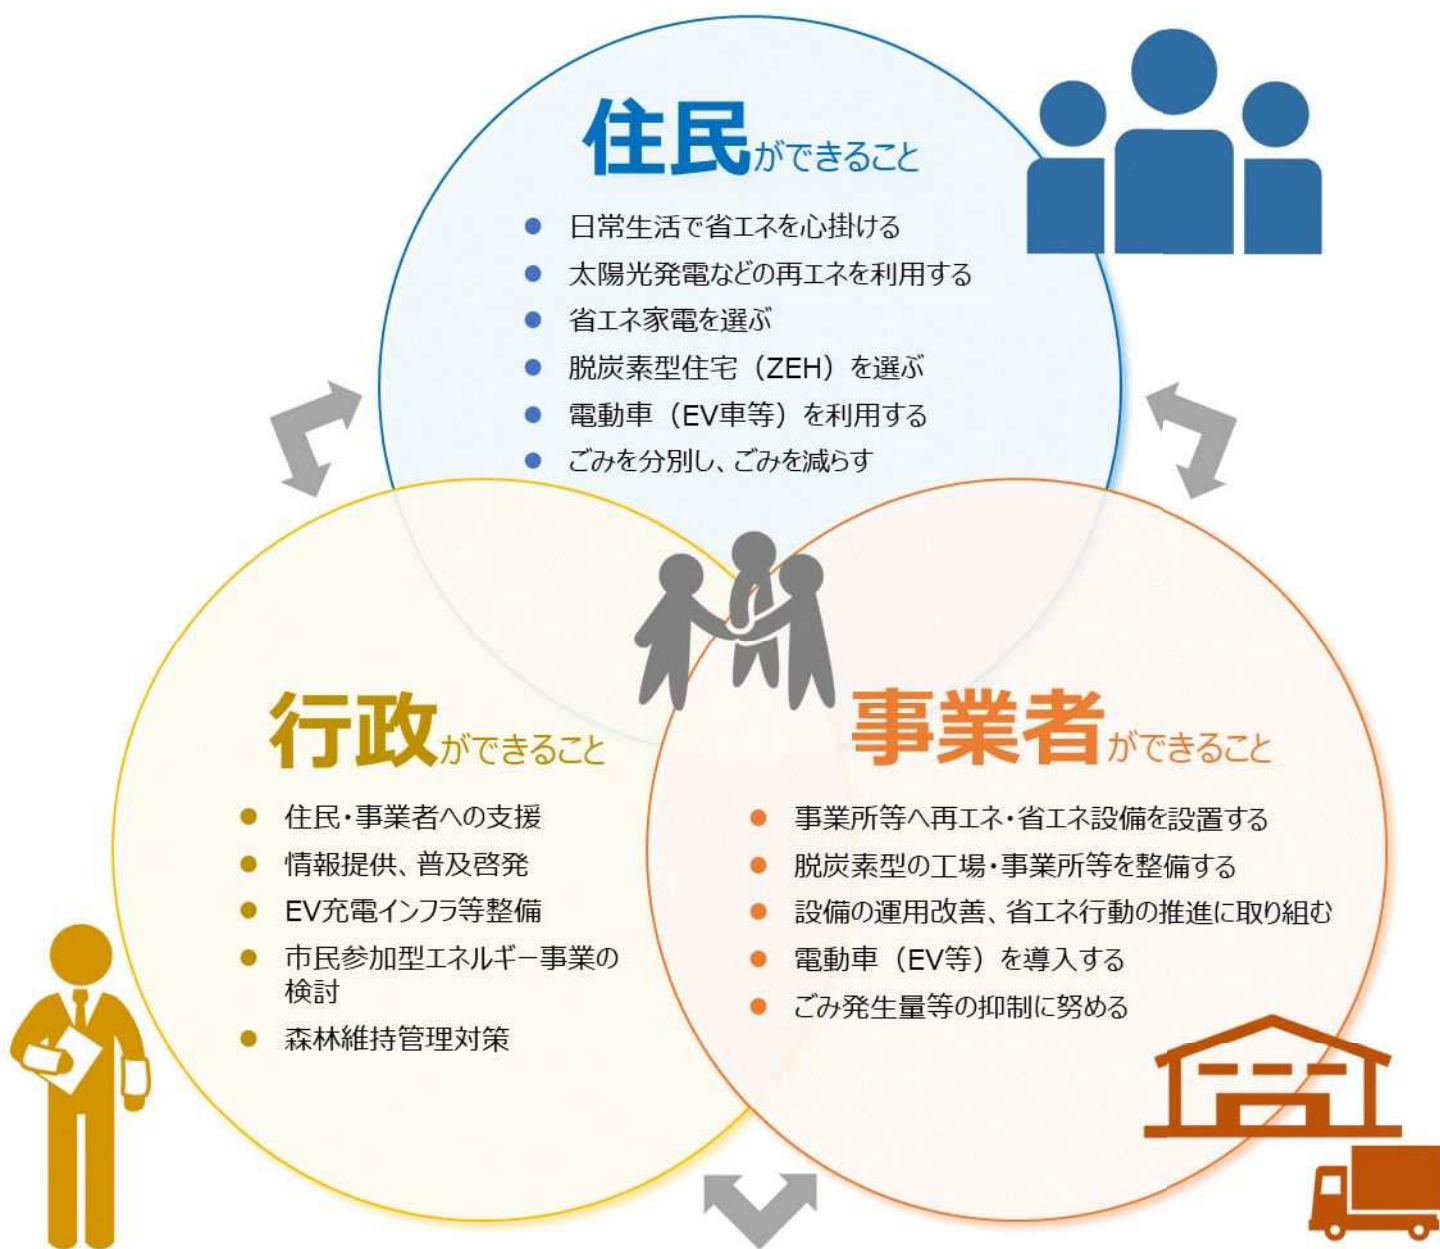 住民ができること
日常生活で省エネを心掛ける
太陽光発電などの再エネを利用する
省エネ家電を選ぶ
脱炭素型住宅（ZEH）を選ぶ
電動車（EV車等）を利用する
ごみを分別し、ごみを減らす
行政ができること
住民・事業者への支援
情報提供、普及啓発
EV充電インフラ等整備
市民参加型エネルギー事業の
検討
森林維持管理対策
事業者ができること
事業所等へ再エネ・省エネ設備を設置する
脱炭素型の工場・事業所等を整備する
設備の運用改善、省エネ行動の推進に取り組む
電動車（EV等）を導入する
ごみ発生量等の抑制に努める